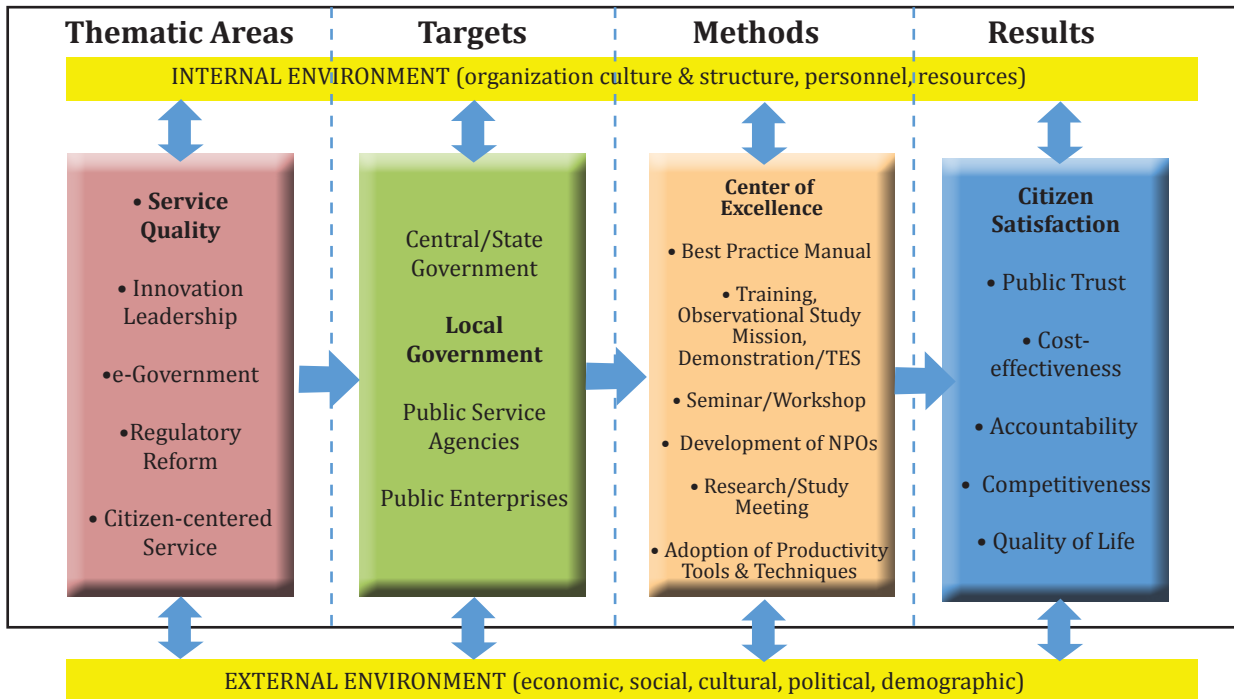 Thematic Areas
Targets
Methods
Results
INTERNAL ENVIRONMENT (organization culture & structure, personnel, resources)
• Service
Quality
• Innovation
Leadership
•e-Government
•Regulatory
Reform
• Citizen-centered
Service
Central/State
Government
Local
Government
Public Service
Agencies
Public Enterprises
Center of
Excellence
• Best Practice Manual
• Training,
Observational Study
Mission,
Demonstration/TES
• Seminar/Workshop
• Development of NPOs
• Research/Study
Meeting
• Adoption of Productivity
Tools & Techniques
Citizen
Satisfaction
• Public Trust
• Cost-
effectiveness
• Accountability
• Competitiveness
• Quality of Life
EXTERNAL ENVIRONMENT (economic, social, cultural, political, demographic)